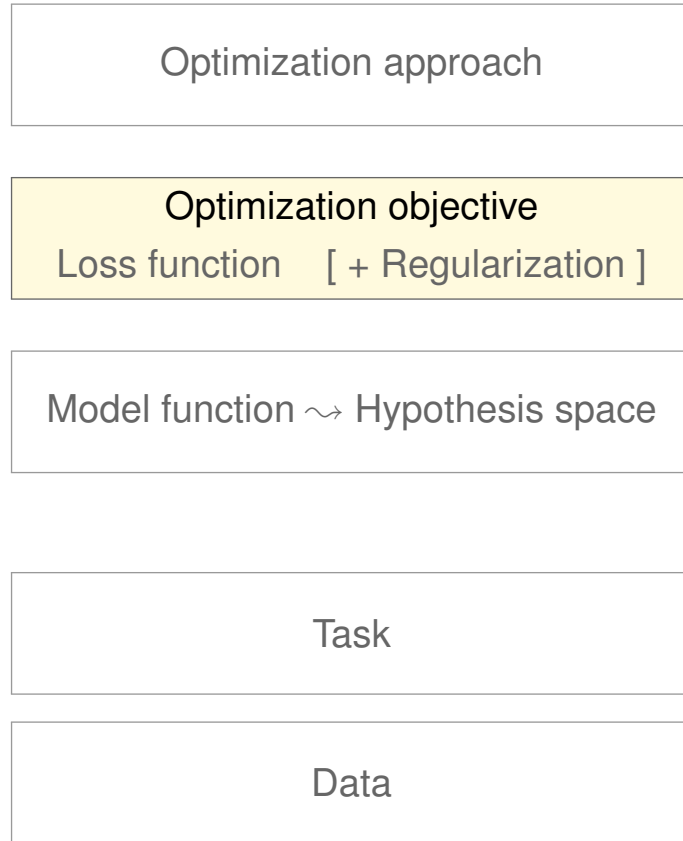 Optimization approach
Optimization objective
Loss function [ + Regularization ]
Model function ⤳ Hypothesis space
Task
Data